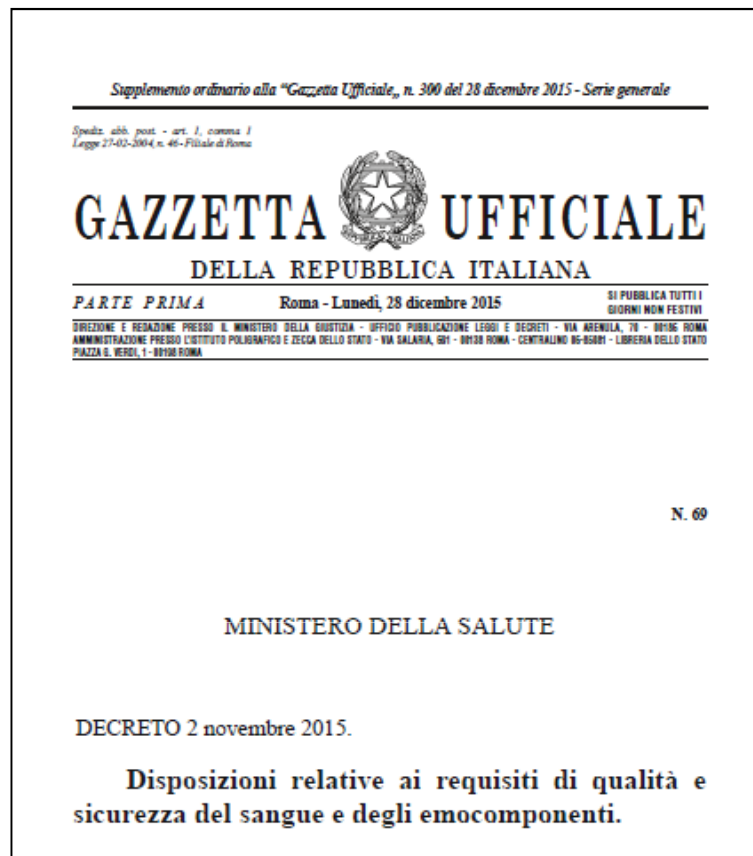 Supplemento ordinario alla "Gazzetta Ufficiale„ n. 300 del 28 dicembre 2015 - Serie generale
Spediz. abb. post. - art. 1, comma 1
Legge 27-02-2004, n. 46 - Filiale di Roma
GAZZETTA UFFICIALE
DELLA REPUBBLICA ITALIANA
PARTE PRIMA Roma - Lunedì, 28 dicembre 2015 SI PUBBLICA TUTTI I
GIORNI NON FESTIVI
DIREZIONE E REDAZIONE PRESSO IL MINISTERO DELLA GIUSTIZIA - UFFICIO PUBBLICAZIONE LEGGI E DECRETI - VIA ARENULA, 70 - 00186 ROMA
AMMINISTRAZIONE PRESSO L'ISTITUTO POLIGRAFICO E ZECCA DELLO STATO - VIA SALARIA, 691 - 00138 ROMA - CENTRALINO 06-85081 - LIBRERIA DELLO STATO
PIAZZA G. VERDI, 1 - 00198 ROMA
N. 69
MINISTERO DELLA SALUTE
DECRETO 2 novembre 2015.
Disposizioni relative ai requisiti di qualità e
sicurezza del sangue e degli emocomponenti.